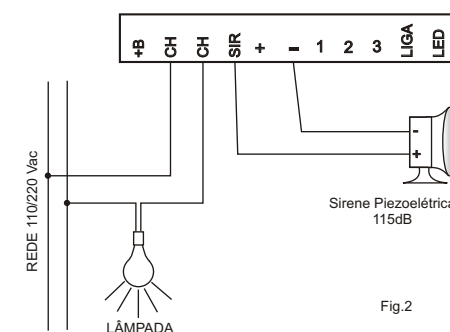 +B CH CH SIR + - 1 2 3 LIGA LED
REDE 110/220 Vac
-
+
Sirene Piezoelétrica
115dB
LÂMPADA
Fig.2